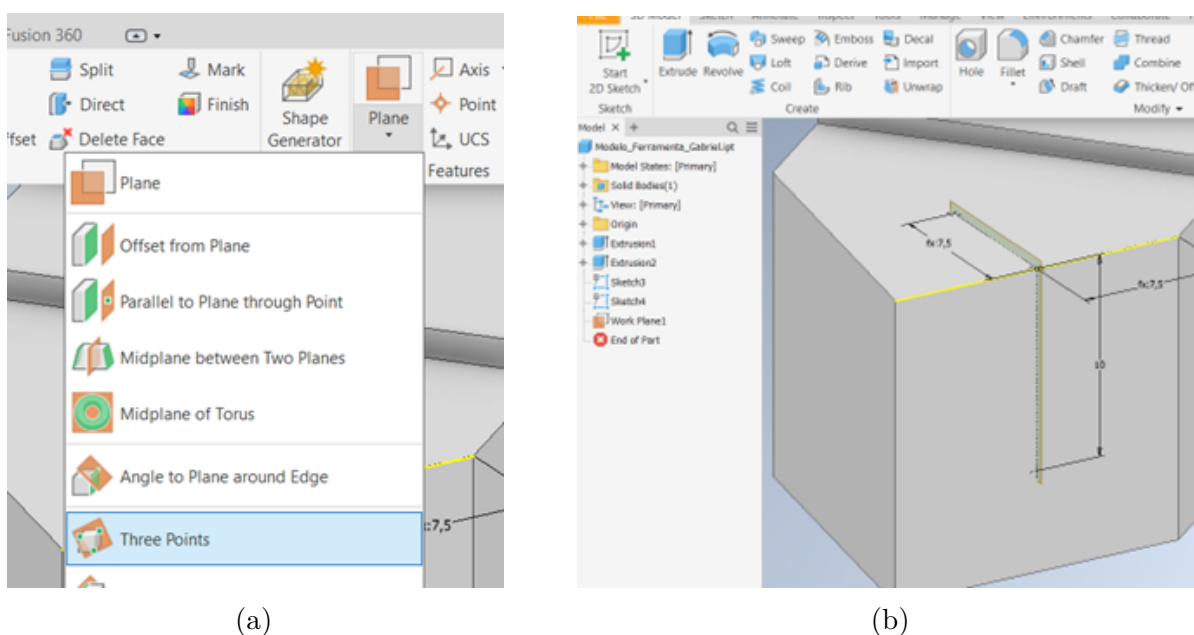 Fusion 360
Split
Mark
Direct
Finish
Delete Face
Shape
Generator
Plane
Axis
Point
UCS
Features
Plane
Offset from Plane
Parallel to Plane through Point
Midplane between Two Planes
Midplane of Torus
Angle to Plane around Edge
Three Points
:7,5
(a)
Start
2D Sketch
Sketch
Extrude
Revolve
Sweep
Emboss
Decal
Loft
Derive
Import
Coil
Rib
Unwrap
Create
Hole
Fillet
Chamfer
Thread
Shell
Combine
Draft
Thicken/ Of
Modify
Model × +
Modelo_Ferramenta_Gabriel.ipt
Model States: [Primary]
Solid Bodies(1)
View: [Primary]
Origin
Extrusion1
Extrusion2
Sketch3
Sketch4
Work Plane1
End of Part
fx:7,5
fx:7,5
10
(b)